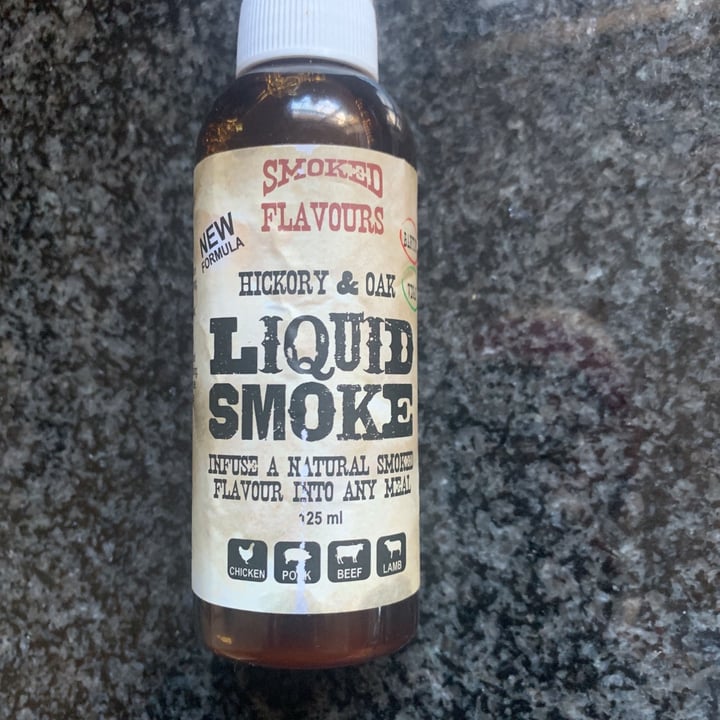 SMOKED
FLAVOURS
NEW
FORMULA
HICKORY & OAK
LIQUID
SMOKE
INFUSE A NATURAL SMOKED
FLAVOUR INTO ANY MEAL
125 ml
CHICKEN
PORK
BEEF
LAMB